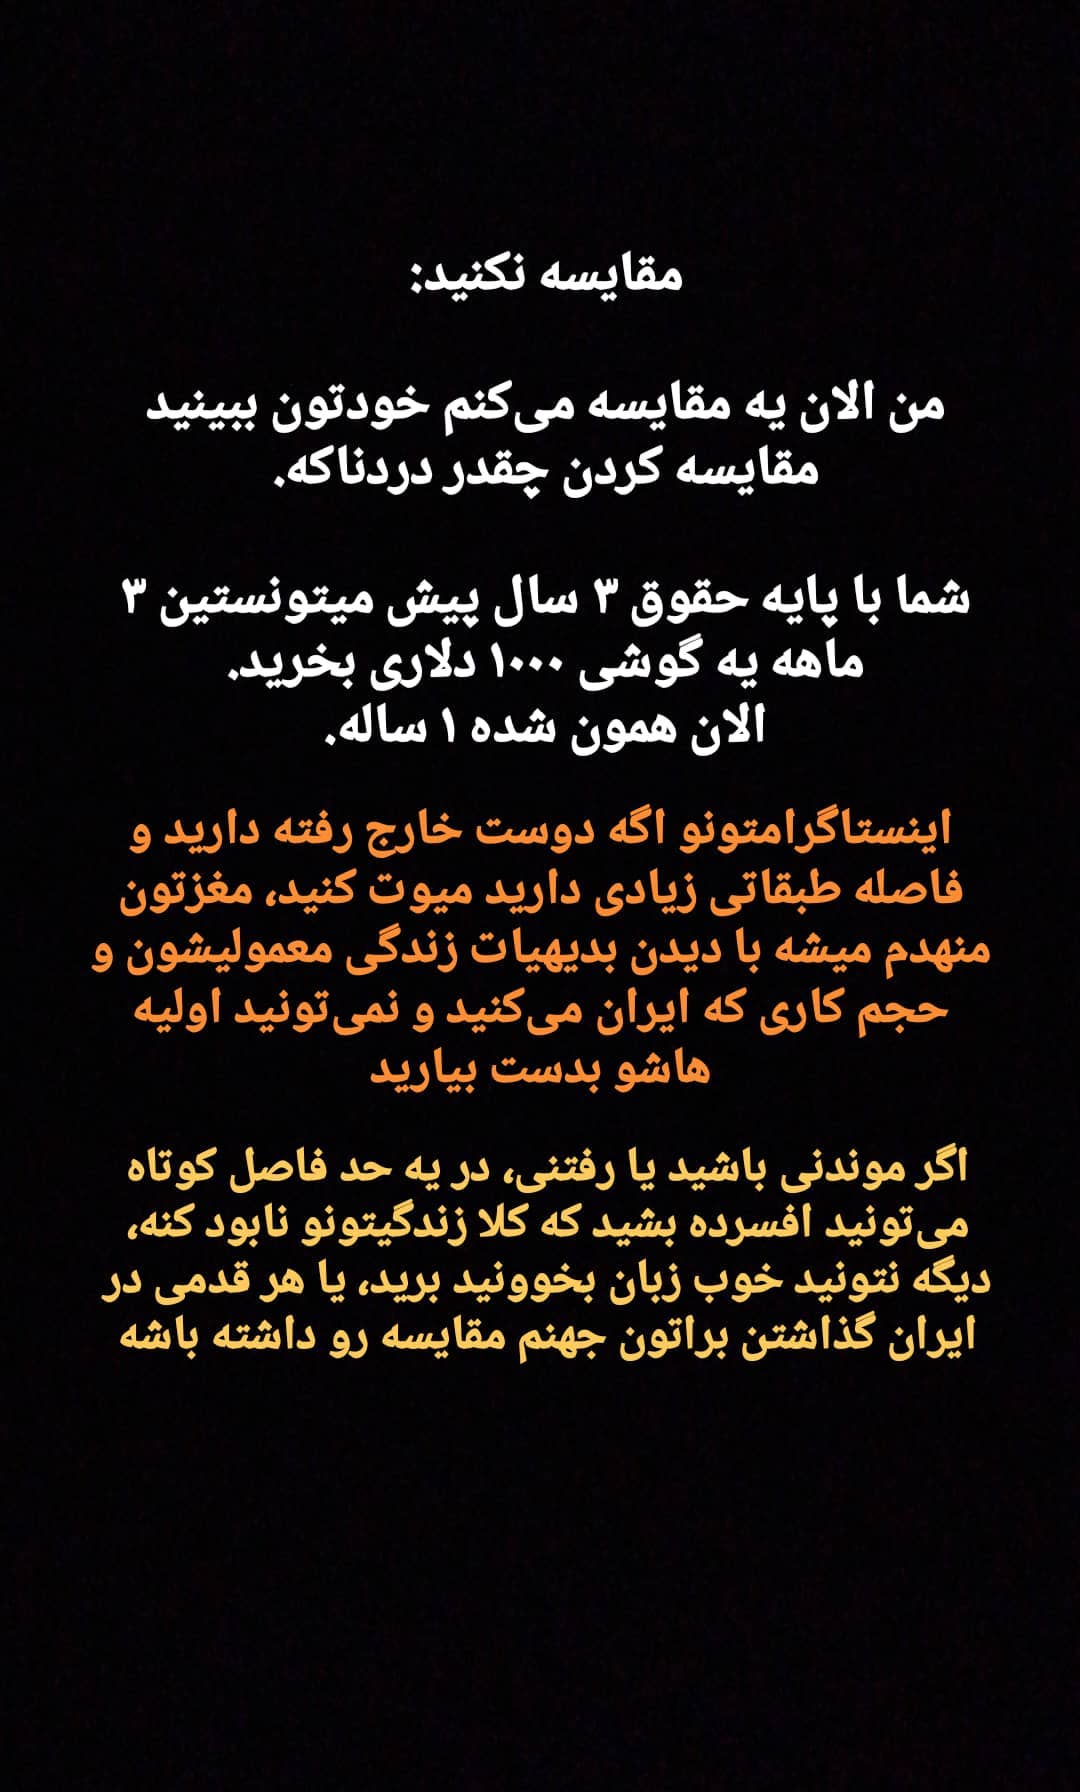 مقایسه نکنید:
من الان یه مقایسه می‌کنم خودتون ببینید
مقایسه کردن چقدر دردناکه.
شما با پایه حقوق ۳ سال پیش میتونستین ۳
ماهه یه گوشی ۱۰۰۰ دلاری بخرید.
الان همون شده ۱ ساله.
اینستاگرامتونو اگه دوست خارج رفته دارید و
فاصله طبقاتی زیادی دارید میوت کنید، مغزتون
منهدم میشه با دیدن بدیهیات زندگی معمولیشون و
حجم کاری که ایران می‌کنید و نمی‌تونید اولیه
هاشو بدست بیارید
اگر موندنی باشید یا رفتنی، در یه حد فاصل کوتاه
می‌تونید افسرده بشید که کلا زندگیتونو نابود کنه،
دیگه نتونید خوب زبان بخوونید برید، یا هر قدمی در
ایران گذاشتن براتون جهنم مقایسه رو داشته باشه